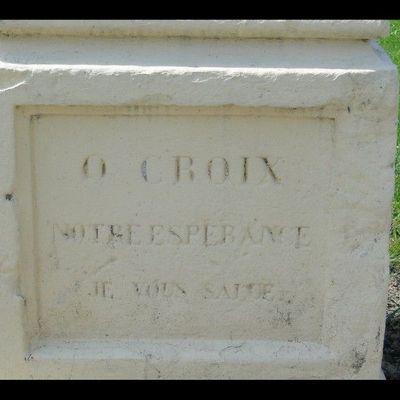 O CROIX
NOTRE ESPERANCE
JE VOUS SALUE